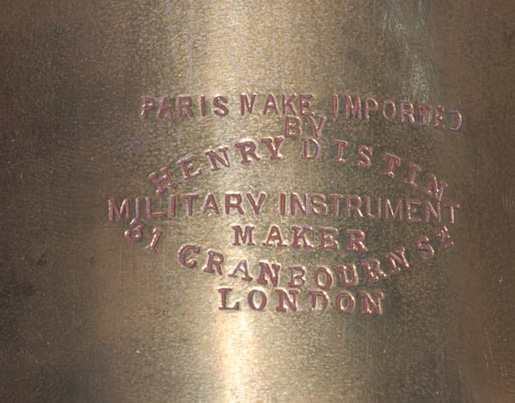 PARIS MAKE IMPORTED
BY
HENRY DISTIN
MILITARY INSTRUMENT
MAKER
31 CRANBOURN ST
LONDON